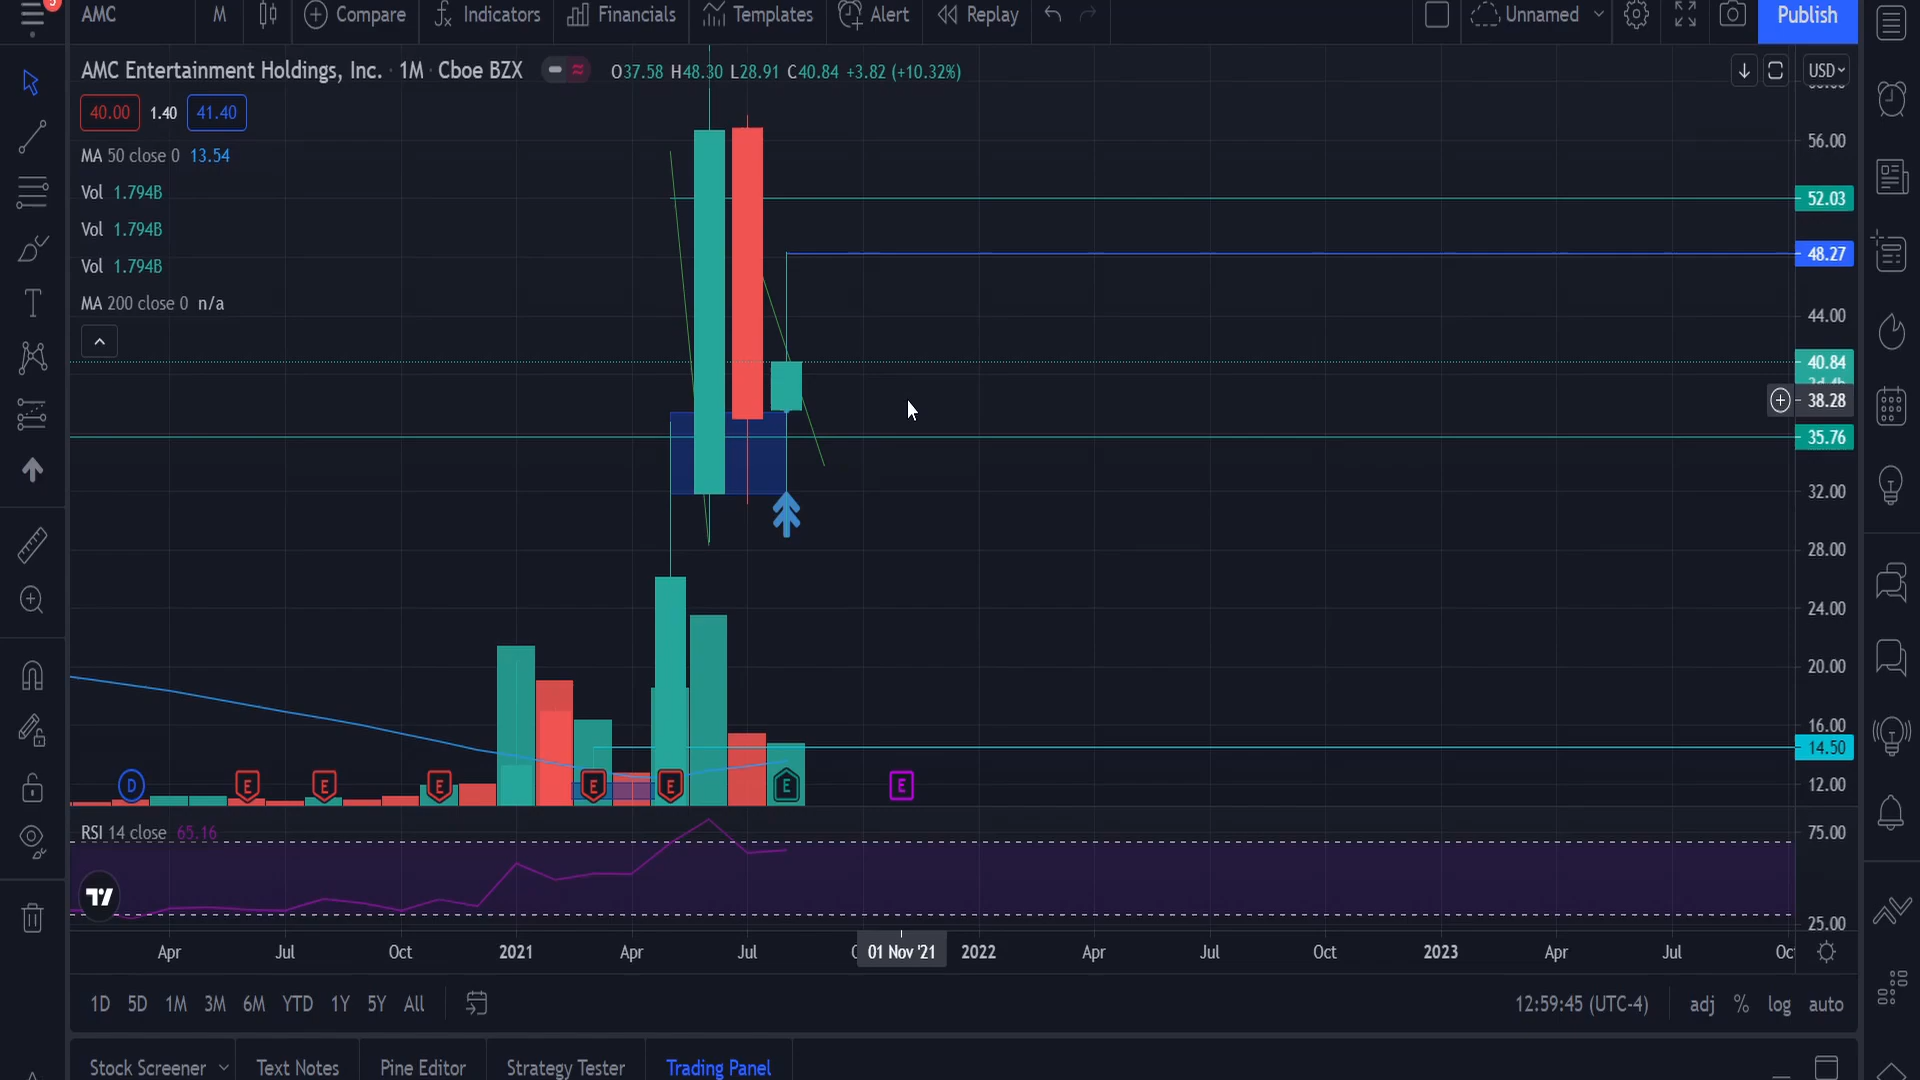 5
AMC
M
Compare
Indicators
Financials
Templates
Alert
Replay
Unnamed
Publish
AMC Entertainment Holdings, Inc. · 1M · Cboe BZX
O37.58 H48.30 L28.91 C40.84 +3.82 (+10.32%)
USD
40.00 1.40 41.40
MA 50 close 0 13.54
Vol 1.794B
Vol 1.794B
Vol 1.794B
MA 200 close 0 n/a
56.00
52.03
48.27
44.00
40.84
38.28
35.76
32.00
28.00
24.00
20.00
16.00
14.50
12.00
D E E E E E E E
RSI 14 close 65.16
75.00
25.00
Apr Jul Oct 2021 Apr Jul 01 Nov '21 2022 Apr Jul Oct 2023 Apr Jul Oc
1D 5D 1M 3M 6M YTD 1Y 5Y All
12:59:45 (UTC-4) adj % log auto
Stock Screener Text Notes Pine Editor Strategy Tester Trading Panel